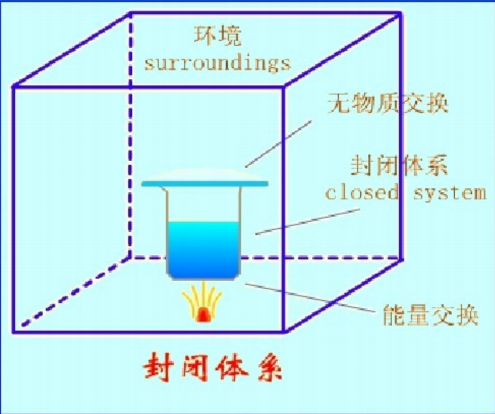 环境
surroundings
无物质交换
封闭体系
closed system
能量交换
封闭体系